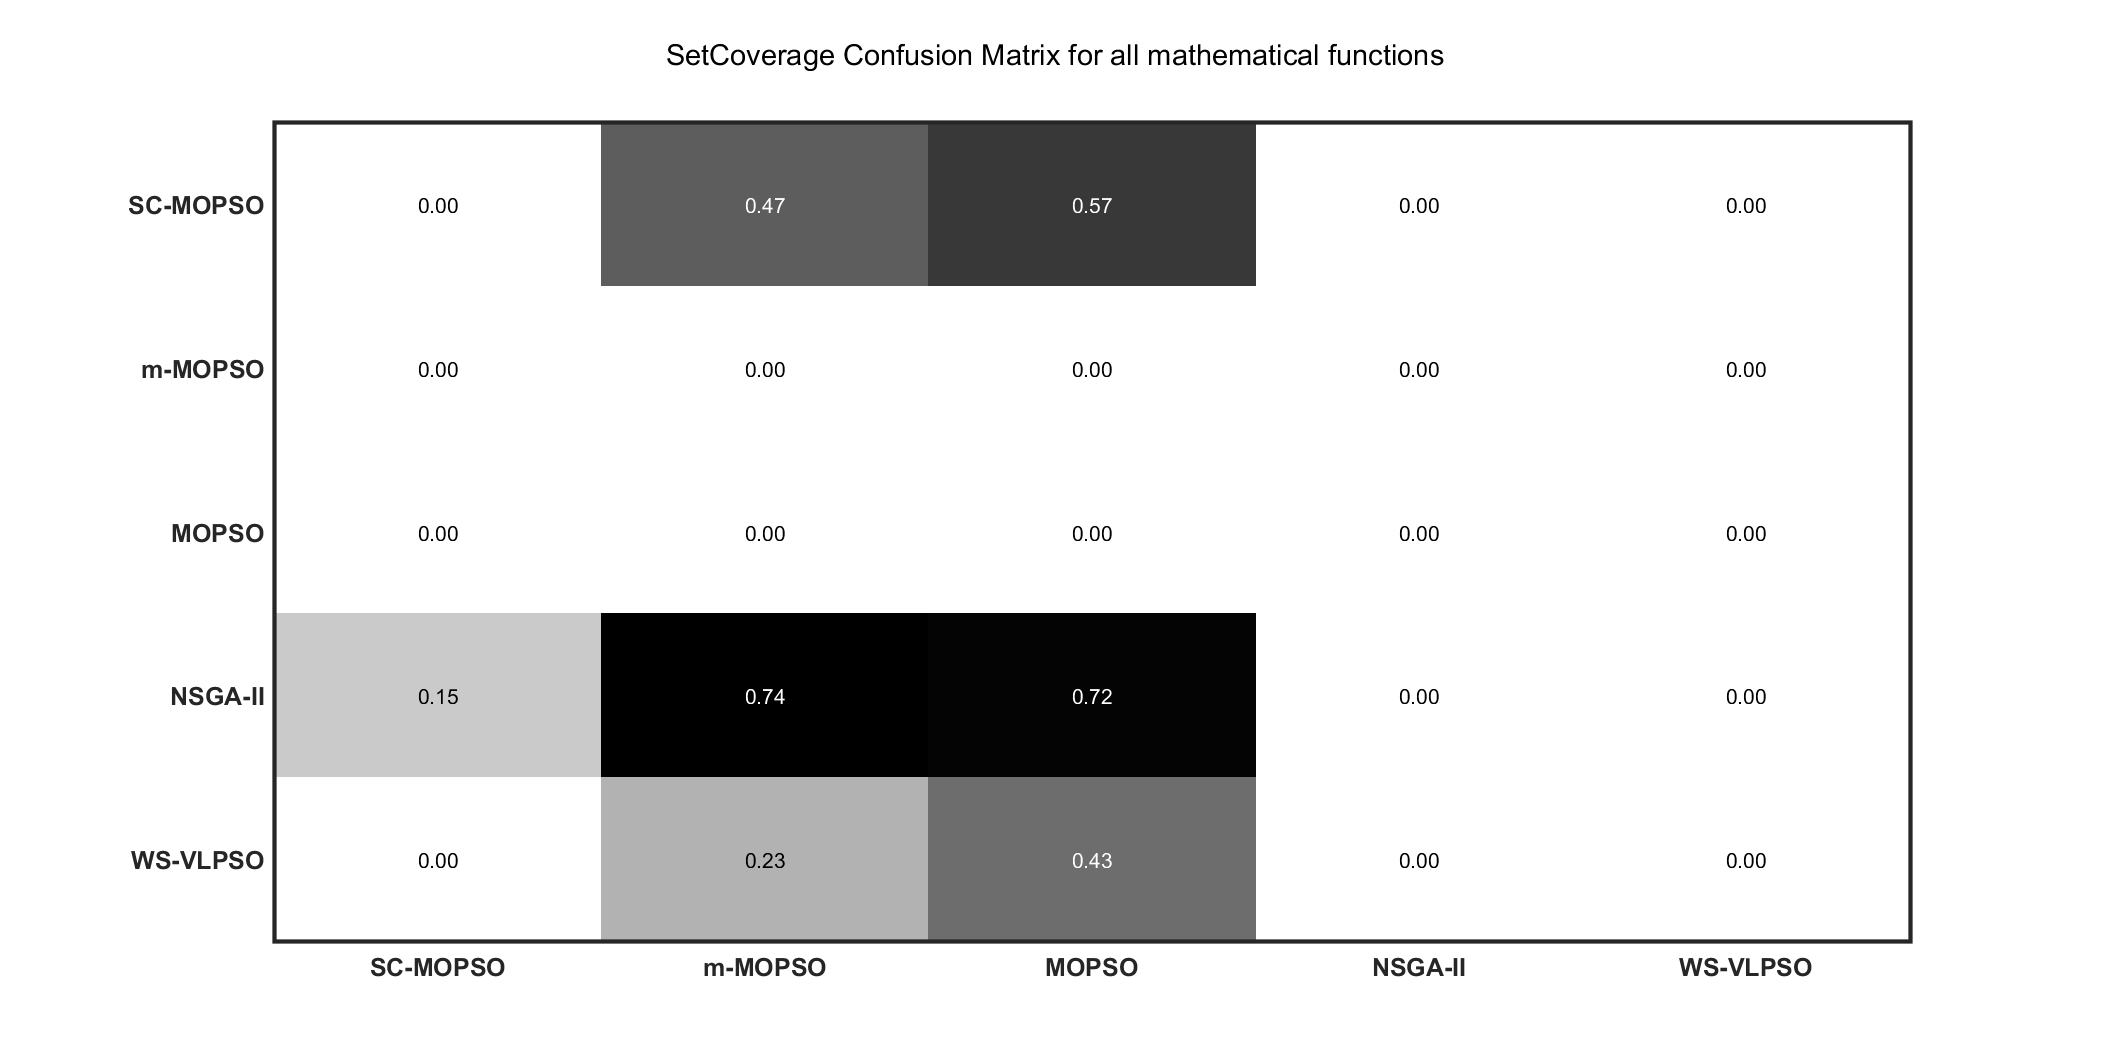 SetCoverage Confusion Matrix for all mathematical functions
SC-MOPSO 0.00 0.47 0.57 0.00 0.00
m-MOPSO 0.00 0.00 0.00 0.00 0.00
MOPSO 0.00 0.00 0.00 0.00 0.00
NSGA-II 0.15 0.74 0.72 0.00 0.00
WS-VLPSO 0.00 0.23 0.43 0.00 0.00
SC-MOPSO m-MOPSO MOPSO NSGA-II WS-VLPSO